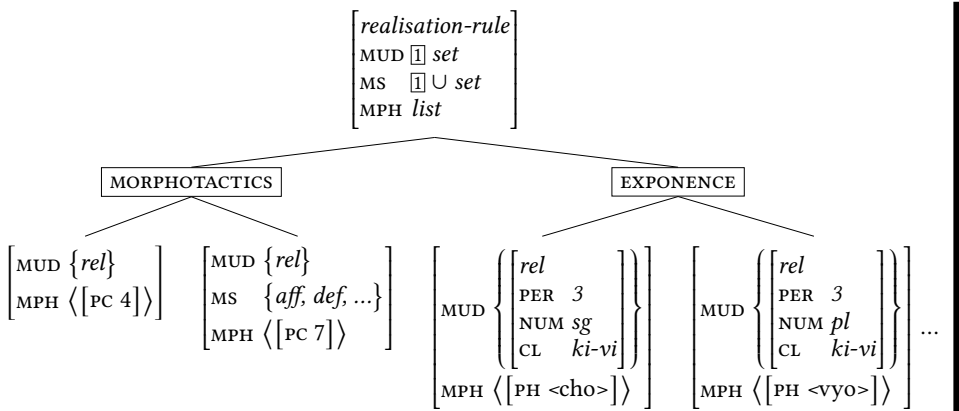 realisation-rule
MUD 1 set
MS 1 ∪ set
MPH list
MORPHOTACTICS
EXPONENCE
MUD {rel}
MPH ⟨[PC 4]⟩
MUD {rel}
MS {aff, def, ...}
MPH ⟨[PC 7]⟩
rel
PER 3
MUD NUM sg
CL ki-vi
MPH ⟨[PH <cho>]⟩
rel
PER 3
MUD NUM pl
CL ki-vi
MPH ⟨[PH <vyo>]⟩
...